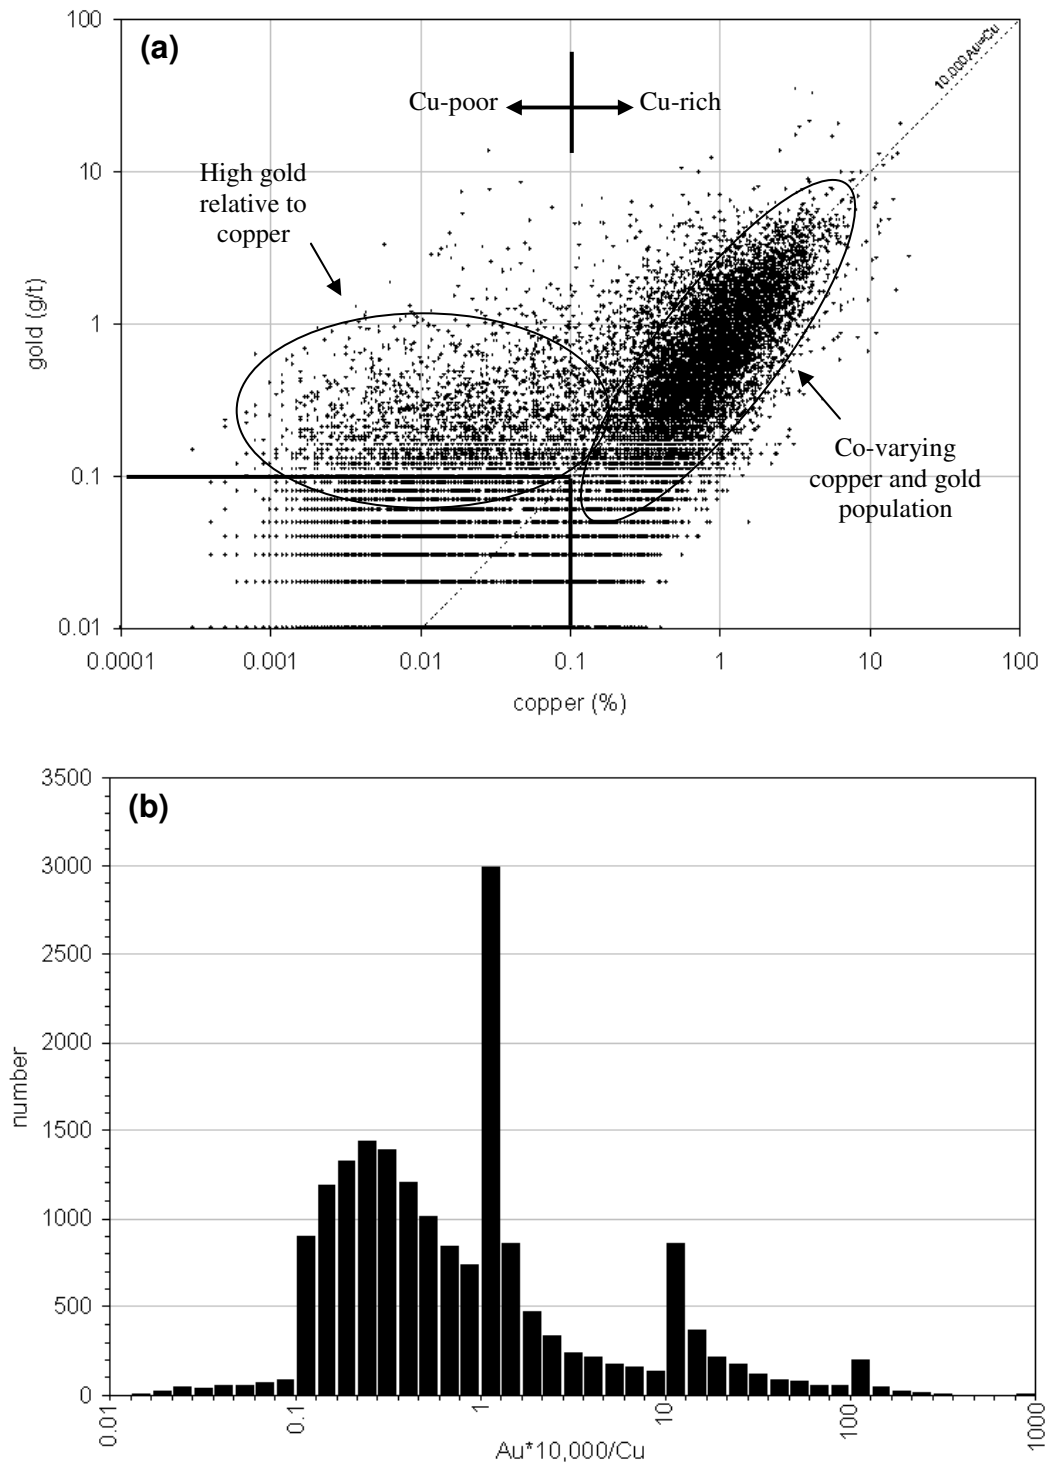 (a)
100
10
1
0.1
0.01
gold (g/t)
Cu-poor
Cu-rich
10,000Au=Cu
High gold
relative to
copper
Co-varying
copper and gold
population
0.0001
0.001
0.01
0.1
1
10
100
copper (%)
(b)
3500
3000
2500
2000
1500
1000
500
0
number
0.01
0.1
1
10
100
1000
Au*10,000/Cu